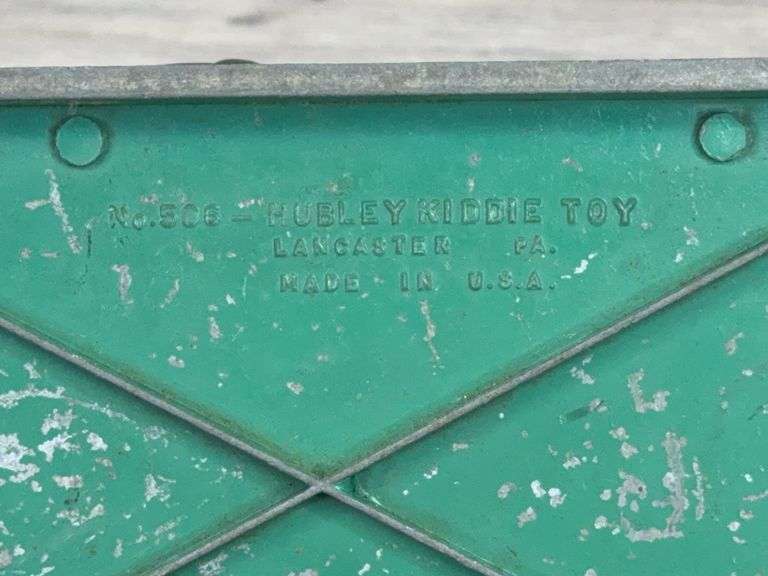 No.506 - HUBLEY KIDDIE TOY
LANCASTER PA.
MADE IN U.S.A.